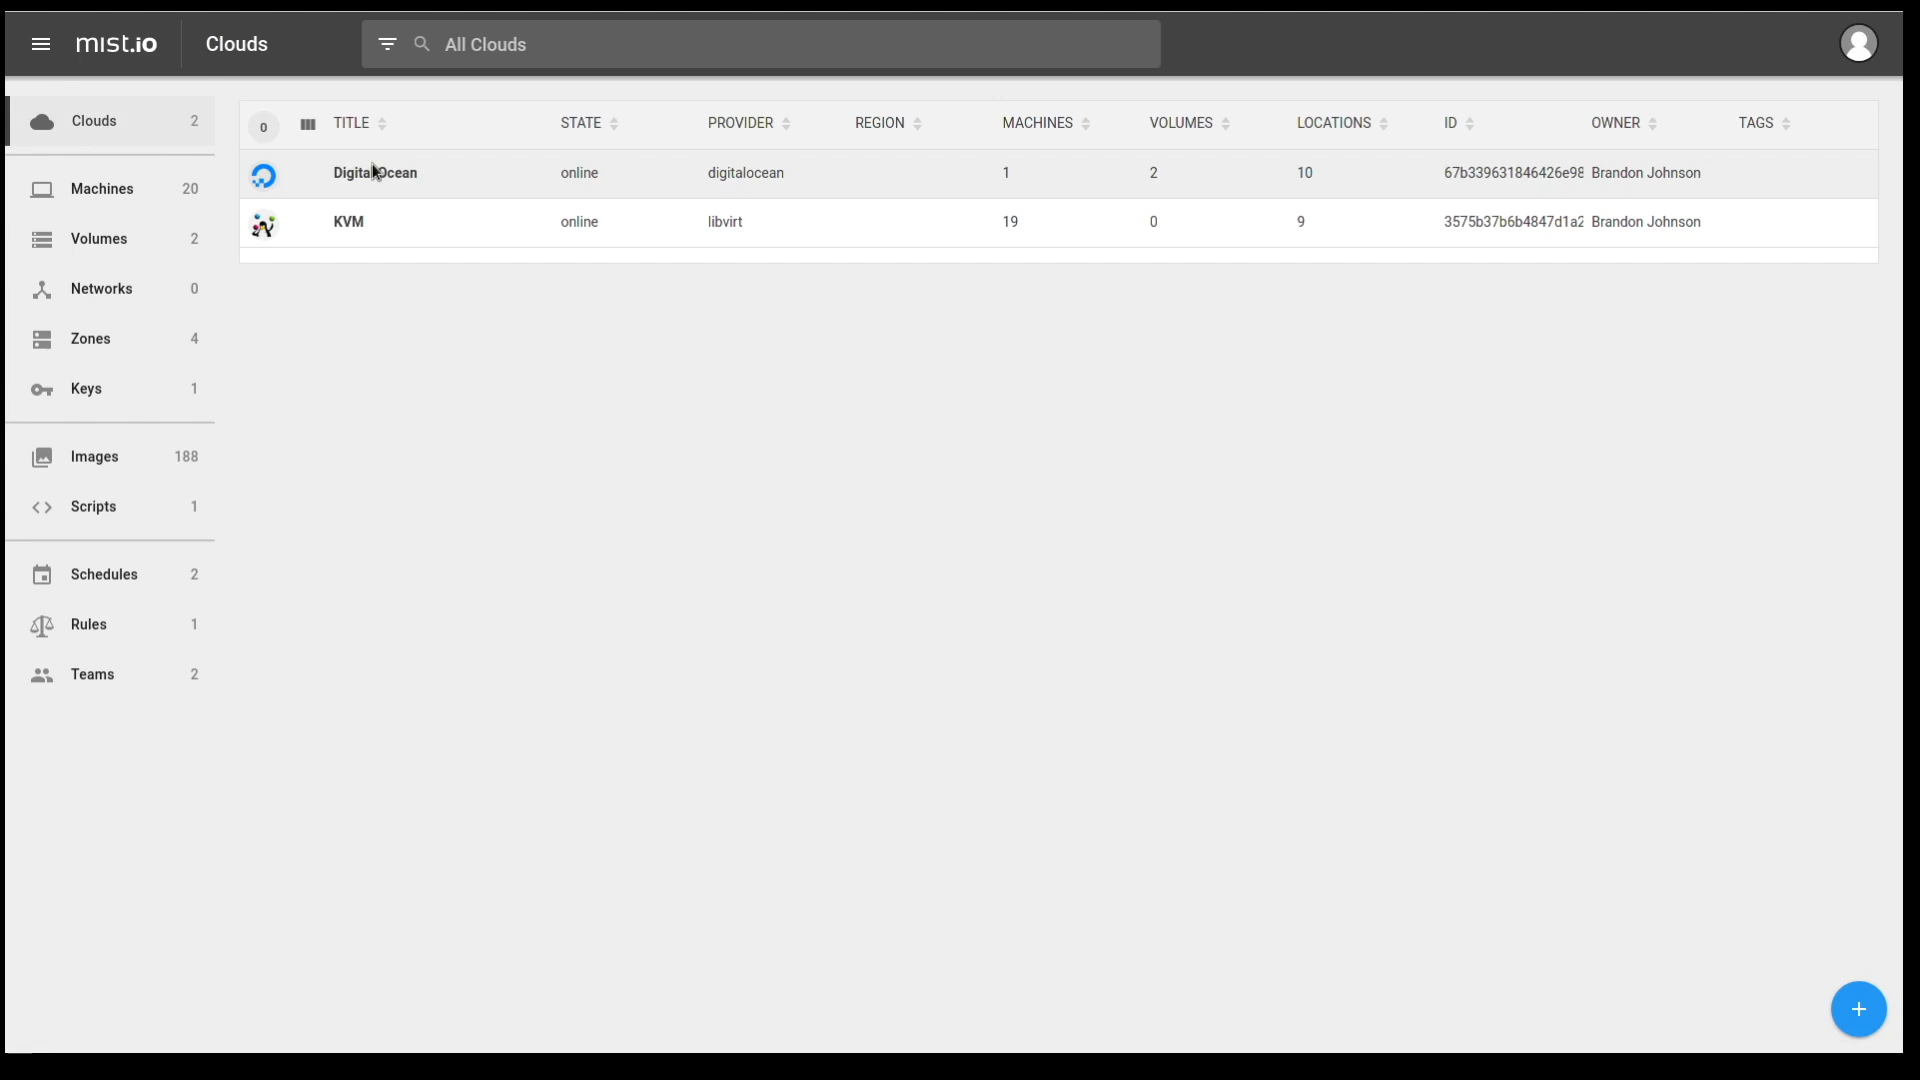 mist.io Clouds All Clouds
Clouds 2
Machines 20
Volumes 2
Networks 0
Zones 4
Keys 1
Images 188
Scripts 1
Schedules 2
Rules 1
Teams 2
0 TITLE STATE PROVIDER REGION MACHINES VOLUMES LOCATIONS ID OWNER TAGS
DigitalOcean online digitalocean 1 2 10 67b339631846426e98 Brandon Johnson
KVM online libvirt 19 0 9 3575b37b6b4847d1a2 Brandon Johnson